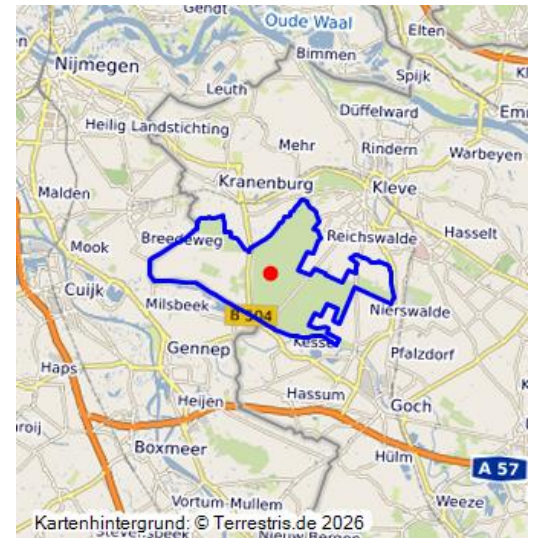 Gendt
Oude Waal
Elten
Nijmegen
Bimmen
Spijk
Leuth
Düffelward
Heilig Landstichting
Mehr
Rindern
Warbeyen
Kranenburg
Kleve
Malden
Hasselt
Mook
Breedeweg
Reichswalde
Cuijk
Milsbeek
B 504
Nierswalde
Kessel
Gennep
Pfalzdorf
Haps
Hassum
Heijen
Goch
Boxmeer
Hülm
A 57
Vortum-Mullem
Weeze
Kartenhintergrund: © Terrestris.de 2026